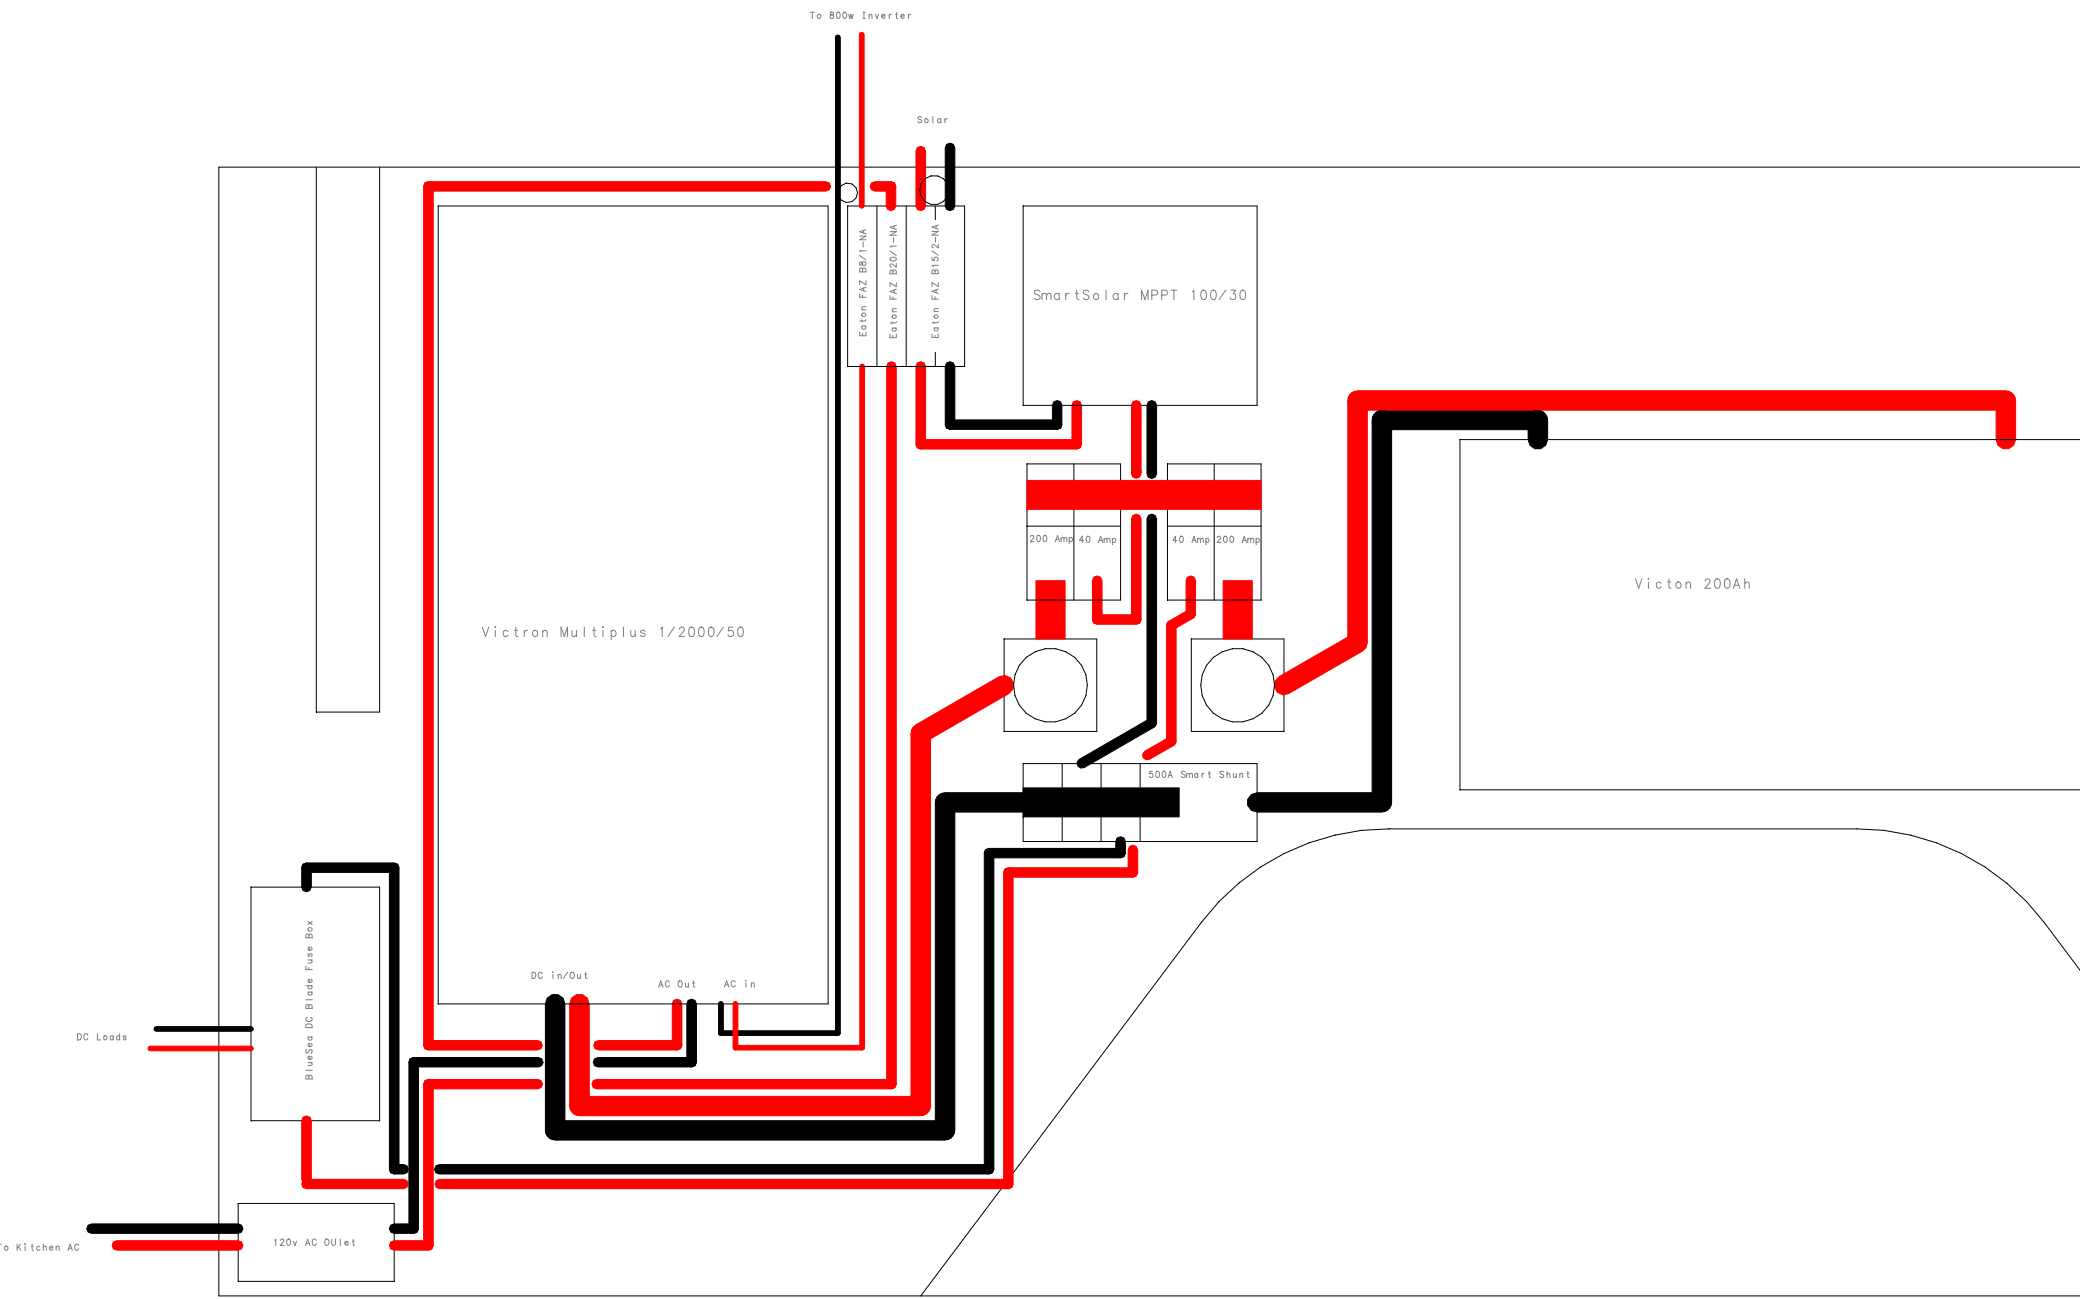 To 800w Inverter
Solar
Eaton FAZ B8/1-NA
Eaton FAZ B20/1-NA
Eaton FAZ B15/2-NA
SmartSolar MPPT 100/30
200 Amp
40 Amp
40 Amp
200 Amp
Victon 200Ah
Victron Multiplus 1/2000/50
500A Smart Shunt
BlueSea DC Blade Fuse Box
DC in/Out
AC Out
AC in
DC Loads
120v AC OUlet
To Kitchen AC